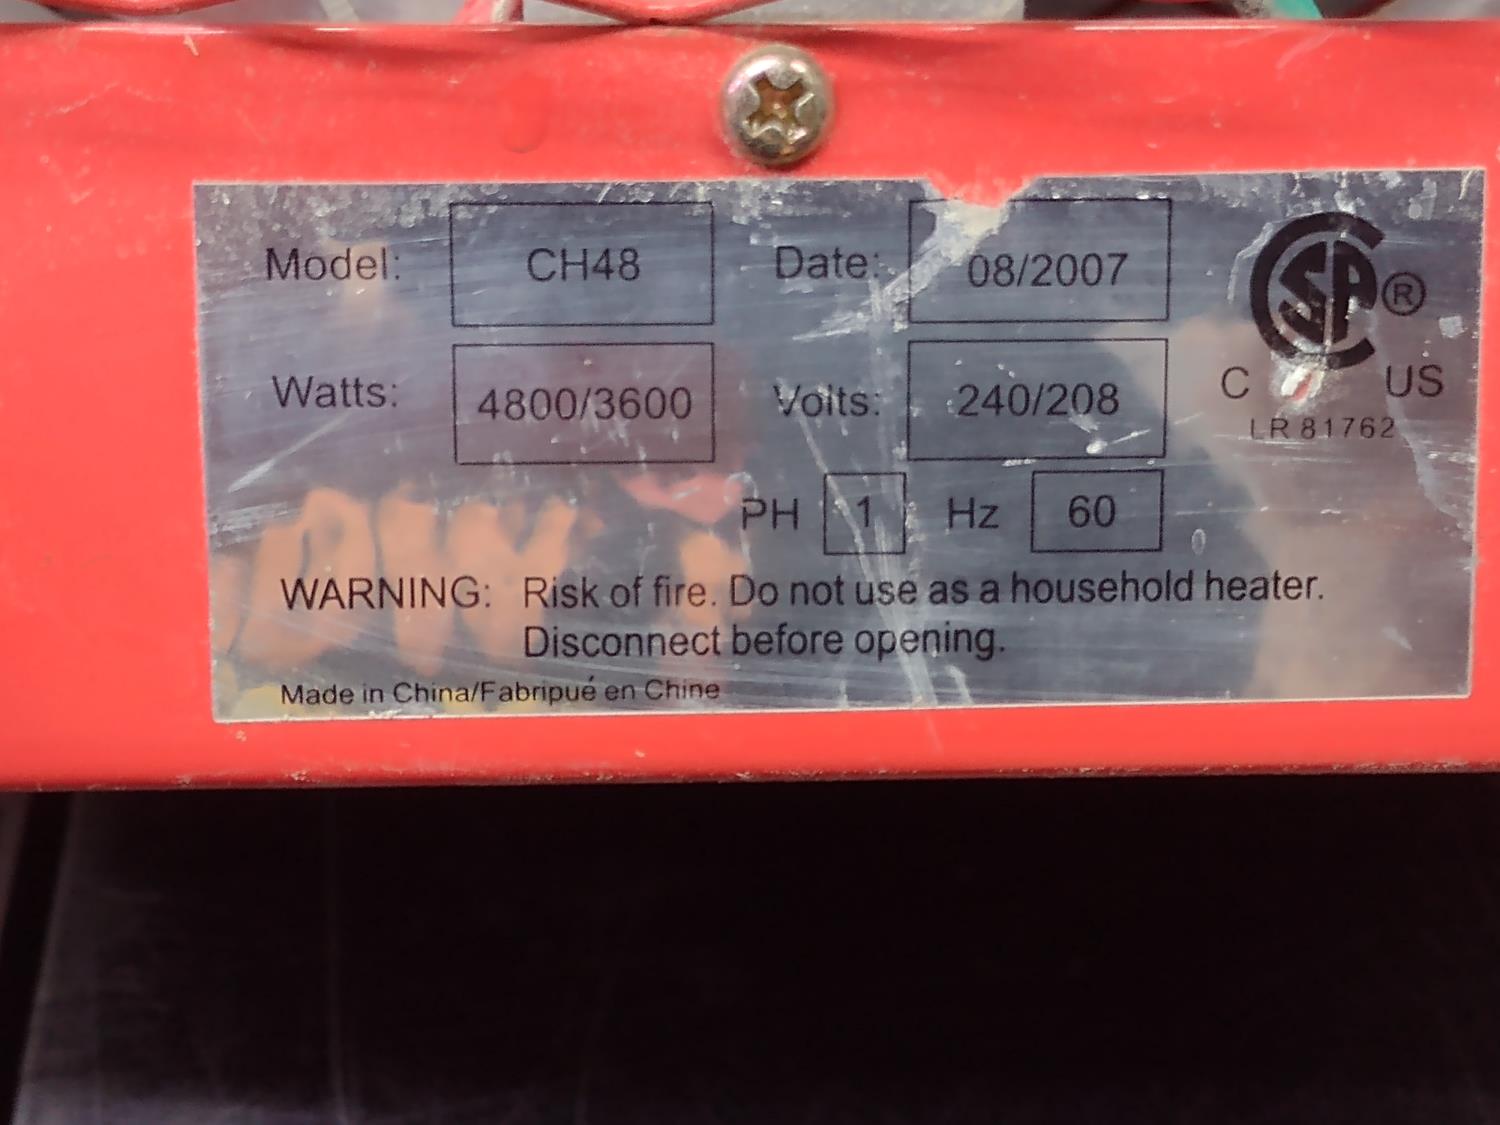 Model: CH48 Date: 08/2007
Watts: 4800/3600 Volts: 240/208
CSA ®
C US
LR 81762
PH 1 Hz 60
WARNING: Risk of fire. Do not use as a household heater.
Disconnect before opening.
Made in China/Fabripué en Chine